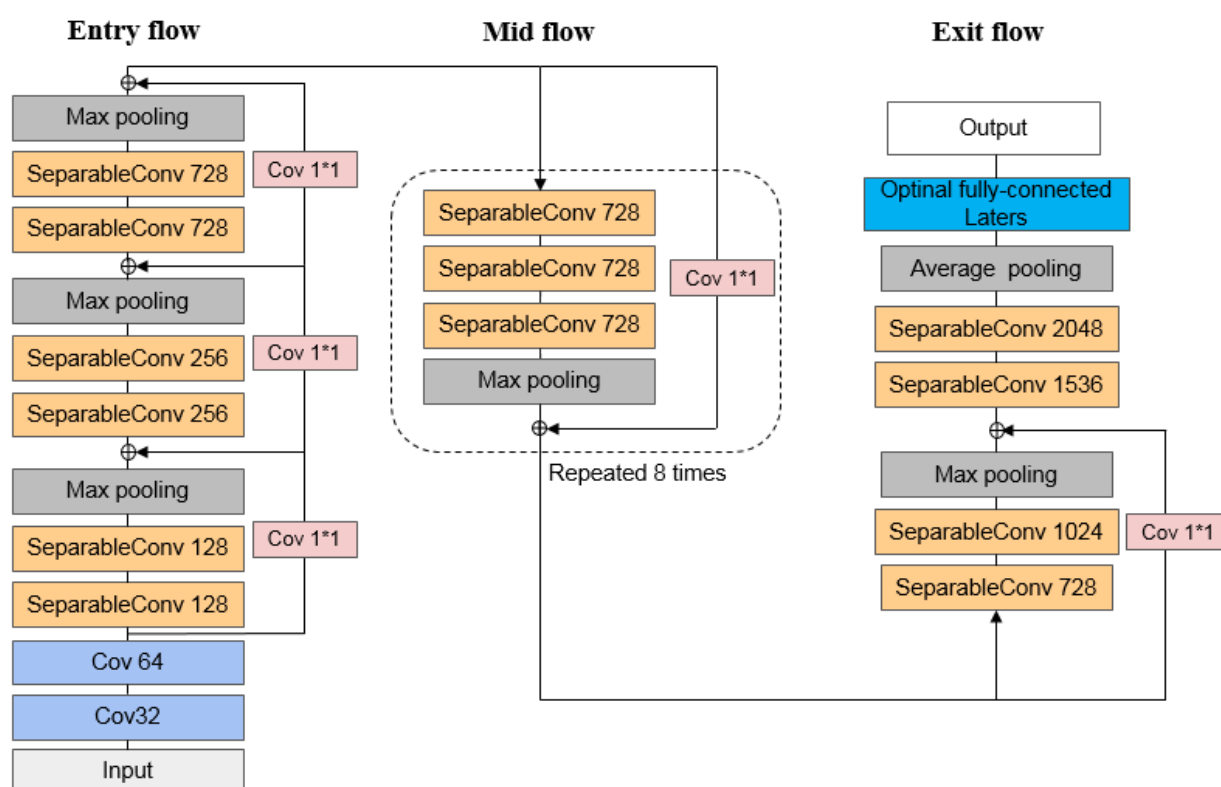 Entry flow
Max pooling
SeparableConv 728
Cov 1*1
SeparableConv 728
Max pooling
SeparableConv 256
Cov 1*1
SeparableConv 256
Max pooling
SeparableConv 128
Cov 1*1
SeparableConv 128
Cov 64
Cov32
Input
Mid flow
SeparableConv 728
SeparableConv 728
Cov 1*1
SeparableConv 728
Max pooling
Repeated 8 times
Exit flow
Output
Optinal fully-connected
Laters
Average pooling
SeparableConv 2048
SeparableConv 1536
Max pooling
SeparableConv 1024
Cov 1*1
SeparableConv 728